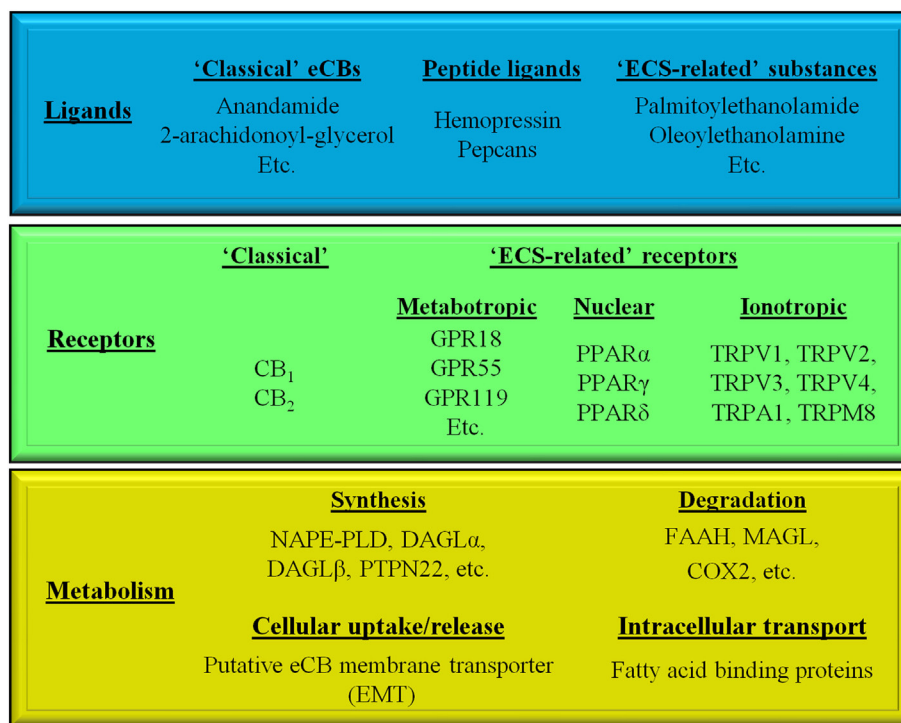 Ligands
‘Classical’ eCBs
Anandamide
2-arachidonoyl-glycerol
Etc.
Peptide ligands
Hemopressin
Pepcans
‘ECS-related’ substances
Palmitoylethanolamide
Oleoylethanolamine
Etc.
Receptors
‘Classical’
CB₁
CB₂
‘ECS-related’ receptors
Metabotropic
GPR18
GPR55
GPR119
Etc.
Nuclear
PPARα
PPARγ
PPARδ
Ionotropic
TRPV1, TRPV2,
TRPV3, TRPV4,
TRPA1, TRPM8
Metabolism
Synthesis
NAPE-PLD, DAGLα,
DAGLβ, PTPN22, etc.
Degradation
FAAH, MAGL,
COX2, etc.
Cellular uptake/release
Putative eCB membrane transporter
(EMT)
Intracellular transport
Fatty acid binding proteins